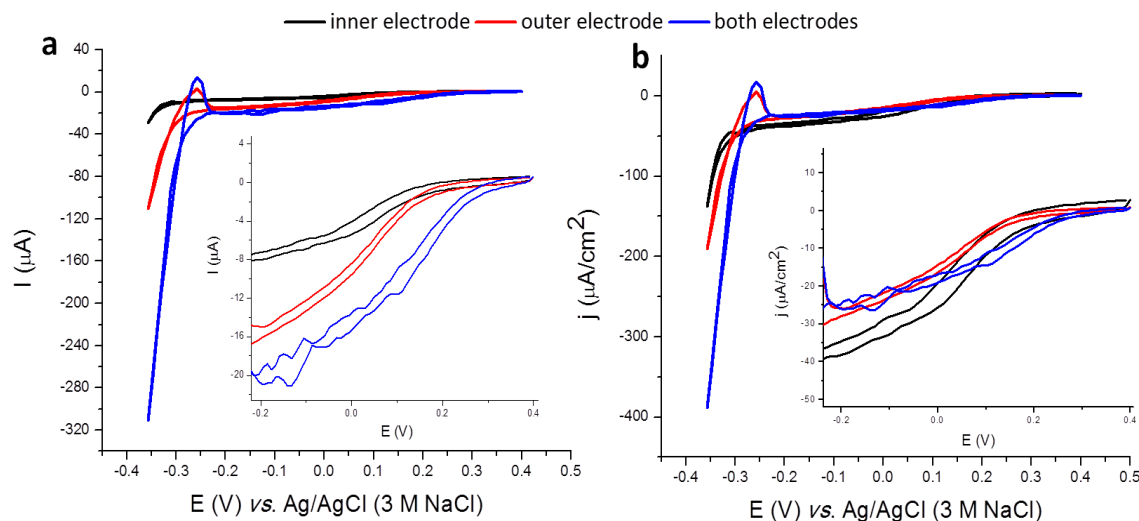 inner electrode outer electrode both electrodes
a
40
0
-40
-80
-120
-160
-200
-240
-280
-320
I (μA)
-0.4 -0.3 -0.2 -0.1 0.0 0.1 0.2 0.3 0.4 0.5
E (V) vs. Ag/AgCl (3 M NaCl)
4
0
-4
-8
-12
-16
-20
I (μA)
-0.2 0.0 0.2 0.4
E (V)
b
0
-100
-200
-300
-400
j (μA/cm²)
-0.4 -0.3 -0.2 -0.1 0.0 0.1 0.2 0.3 0.4 0.5
E (V) vs. Ag/AgCl (3 M NaCl)
10
0
-10
-20
-30
-40
-50
j (μA/cm²)
-0.2 0.0 0.2 0.4
E (V)